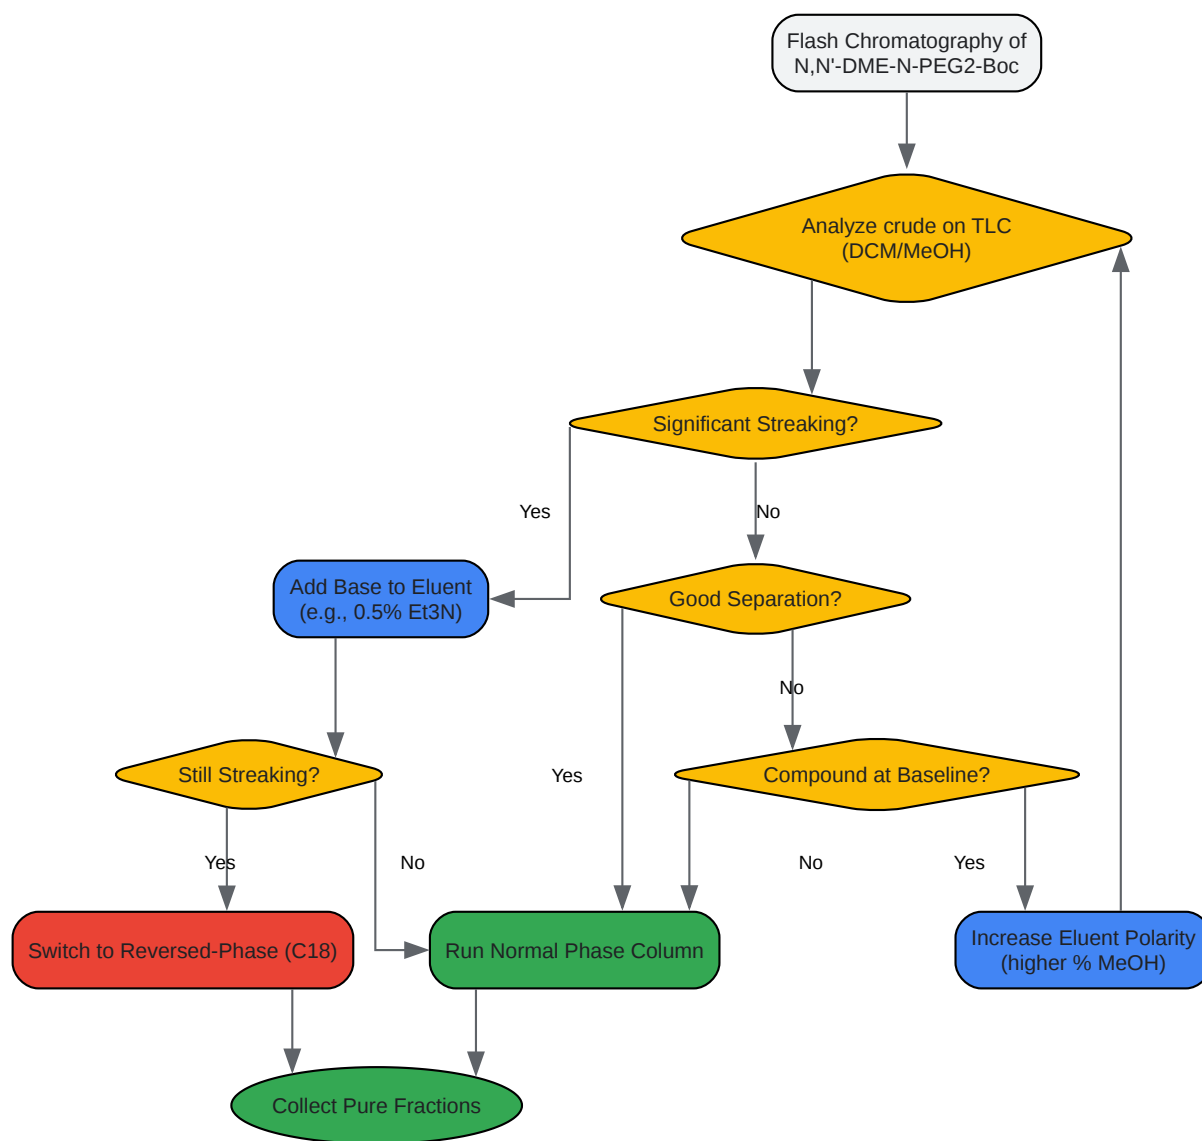 Flash Chromatography of
N,N'-DME-N-PEG2-Boc
Analyze crude on TLC
(DCM/MeOH)
Significant Streaking?
Yes
No
Add Base to Eluent
(e.g., 0.5% Et3N)
Good Separation?
No
Still Streaking?
Yes
Compound at Baseline?
Yes
No
No
Yes
Switch to Reversed-Phase (C18)
Run Normal Phase Column
Increase Eluent Polarity
(higher % MeOH)
Collect Pure Fractions